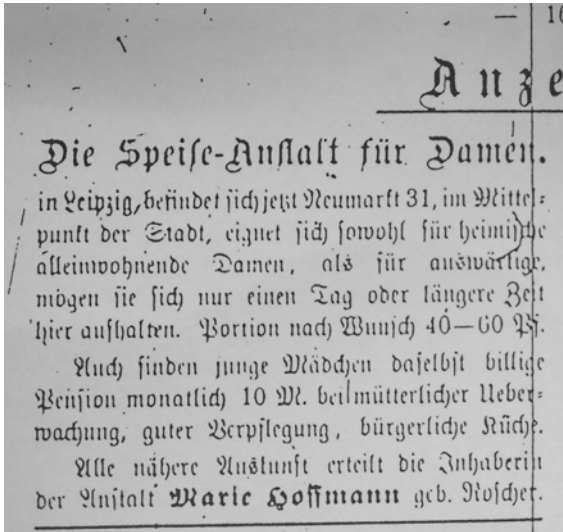 — 16
Anze
Die Speise-Anstalt für Damen.
in Leipzig, befindet sich jetzt Neumarkt 31, im Mittel-
punkt der Stadt, eignet sich sowohl für heimische
alleinwohnende Damen, als für auswärtige,
mögen sie sich nur einen Tag oder längere Zeit
hier aufhalten. Portion nach Wunsch 40—60 Pf.
Auch finden junge Mädchen daselbst billige
Pension monatlich 10 M. bei mütterlicher Ueber-
wachung, guter Verpflegung, bürgerliche Küche.
Alle nähere Auskunft erteilt die Inhaberin
der Anstalt Marie Hoffmann geb. Roscher.